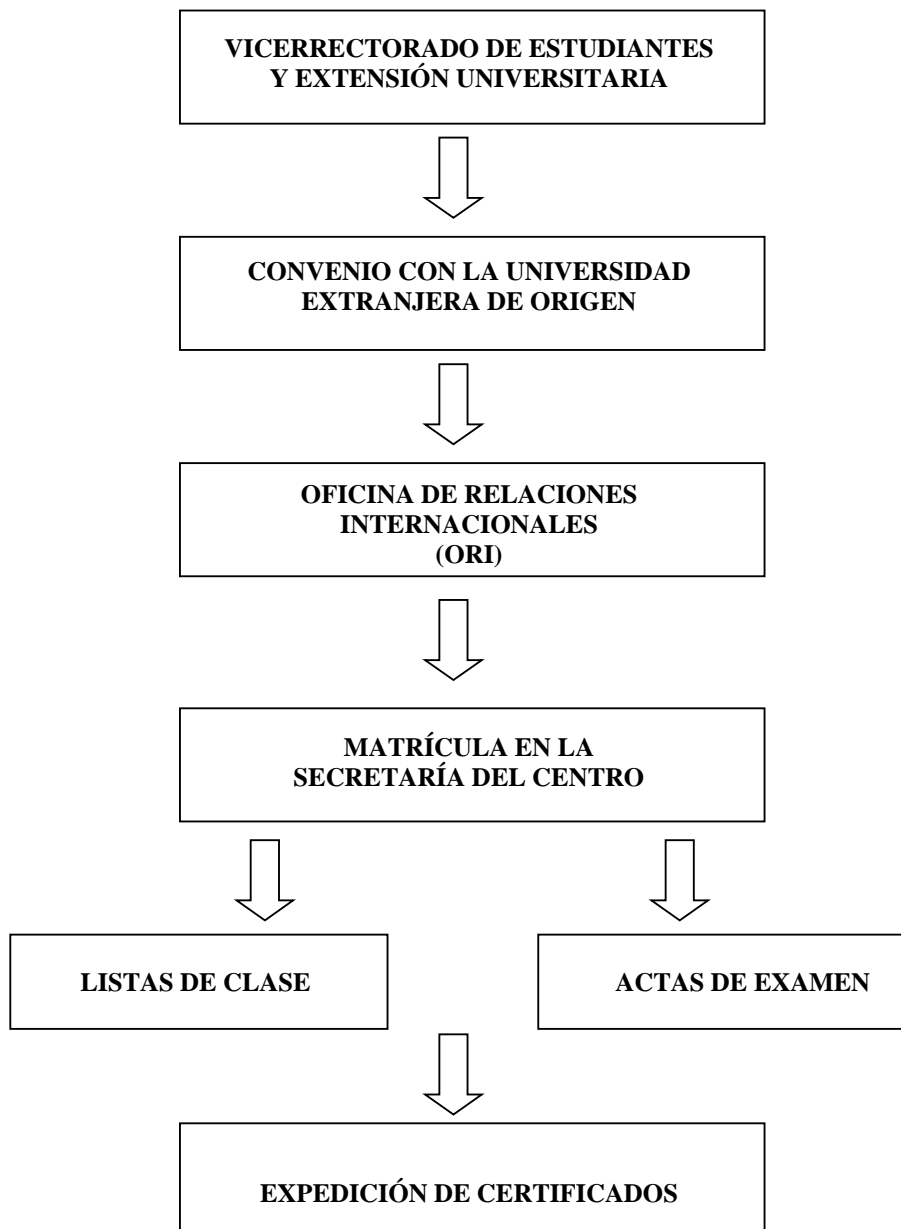 VICERRECTORADO DE ESTUDIANTES
Y EXTENSIÓN UNIVERSITARIA
CONVENIO CON LA UNIVERSIDAD
EXTRANJERA DE ORIGEN
OFICINA DE RELACIONES
INTERNACIONALES
(ORI)
MATRÍCULA EN LA
SECRETARÍA DEL CENTRO
LISTAS DE CLASE
ACTAS DE EXAMEN
EXPEDICIÓN DE CERTIFICADOS